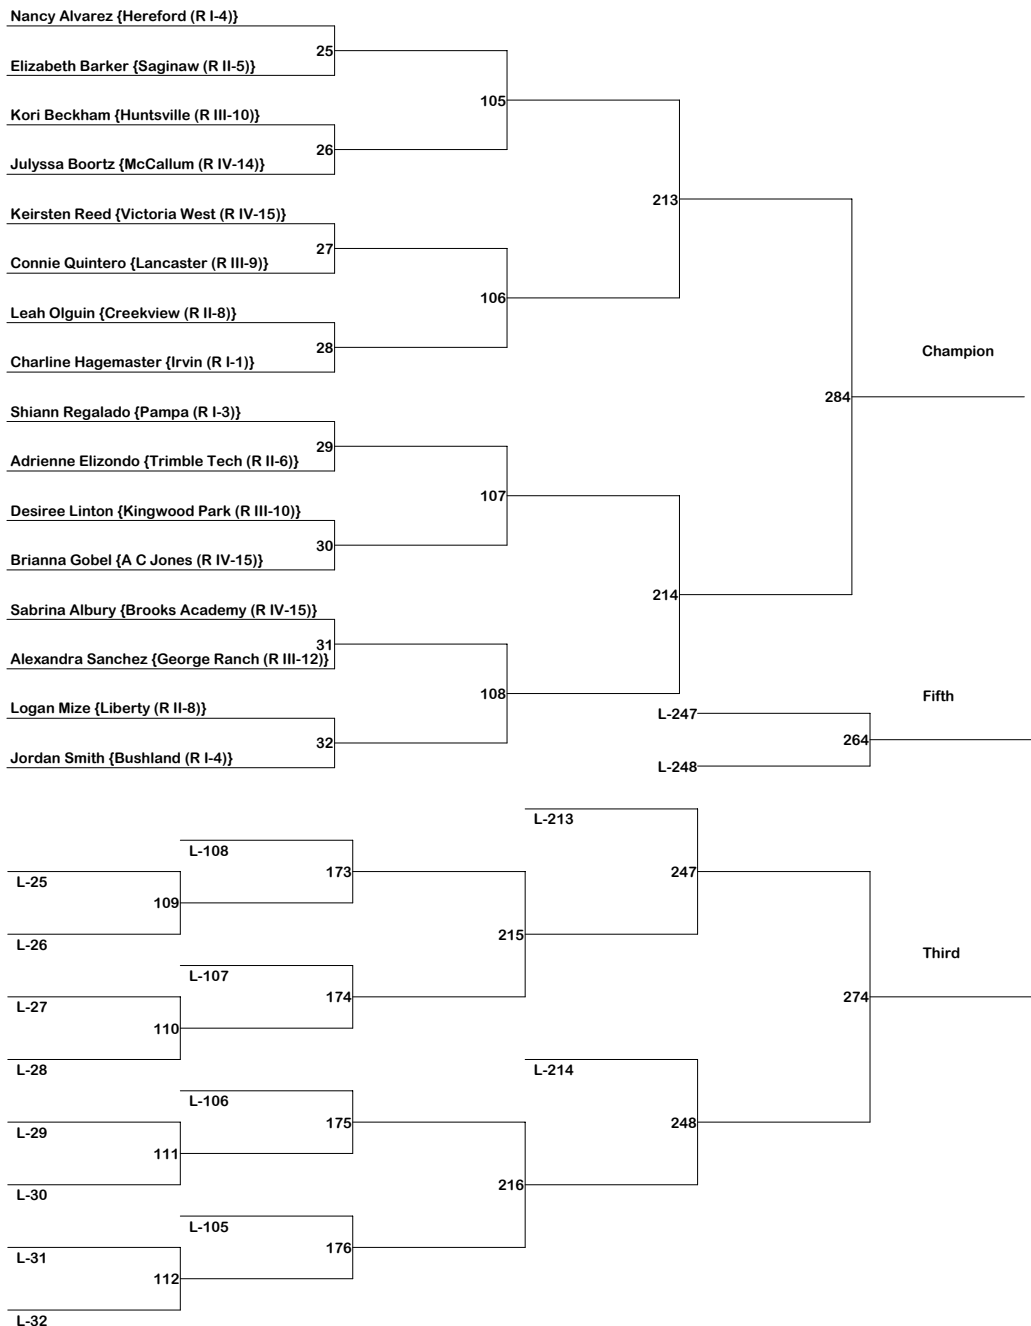 Nancy Alvarez {Hereford (R I-4)}
25
Elizabeth Barker {Saginaw (R II-5)}
105
Kori Beckham {Huntsville (R III-10)}
26
Julyssa Boortz {McCallum (R IV-14)}
213
Keirsten Reed {Victoria West (R IV-15)}
27
Connie Quintero {Lancaster (R III-9)}
106
Leah Olguin {Creekview (R II-8)}
28
Charline Hagemaster {Irvin (R I-1)}
Champion
284
Shiann Regalado {Pampa (R I-3)}
29
Adrienne Elizondo {Trimble Tech (R II-6)}
107
Desiree Linton {Kingwood Park (R III-10)}
30
Brianna Gobel {A C Jones (R IV-15)}
214
Sabrina Albury {Brooks Academy (R IV-15)}
31
Alexandra Sanchez {George Ranch (R III-12)}
108
Logan Mize {Liberty (R II-8)}
32
Jordan Smith {Bushland (R I-4)}
Fifth
L-247
264
L-248
L-213
L-108
173
247
L-25
109
215
L-26
Third
L-107
174
274
L-27
110
L-28
L-214
L-106
175
248
L-29
111
216
L-30
L-105
176
L-31
112
L-32